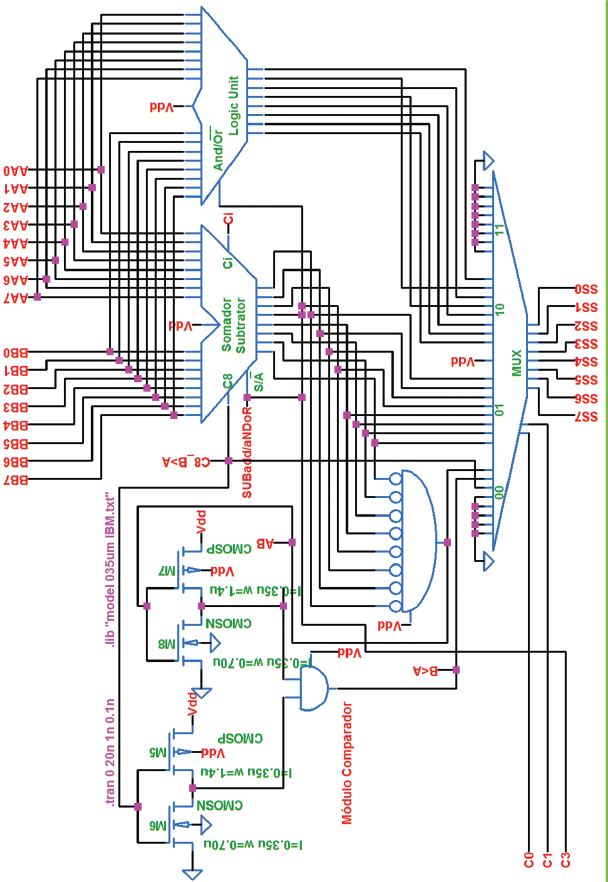 Vdd
And/Or
Logic Unit
AA0
AA1
AA2
AA3
AA4
AA5
AA6
AA7
Ci
Ci
Vdd
Somador
Subtrator
C8
S/A
BB0
BB1
BB2
BB3
BB4
BB5
BB6
BB7
C8_B>A
SUBadd/aNDoR
11
10
01
00
MUX
Vdd
SS0
SS1
SS2
SS3
SS4
SS5
SS6
SS7
.lib "model 035um IBM.txt"
.tran 0 20n 1n 0.1n
Vdd
CMOSP
M7
Vdd
l=0.35u w=1.4u
CMOSN
M8
l=0.35u w=0.70u
AB
Vdd
Vdd
B<A
Vdd
CMOSP
M5
Vdd
l=0.35u w=1.4u
CMOSN
M6
l=0.35u w=0.70u
Módulo Comparador
C0
C1
C3